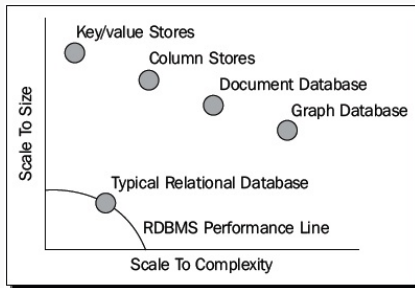 Key/value Stores
Column Stores
Document Database
Graph Database
Scale To Size
Typical Relational Database
RDBMS Performance Line
Scale To Complexity